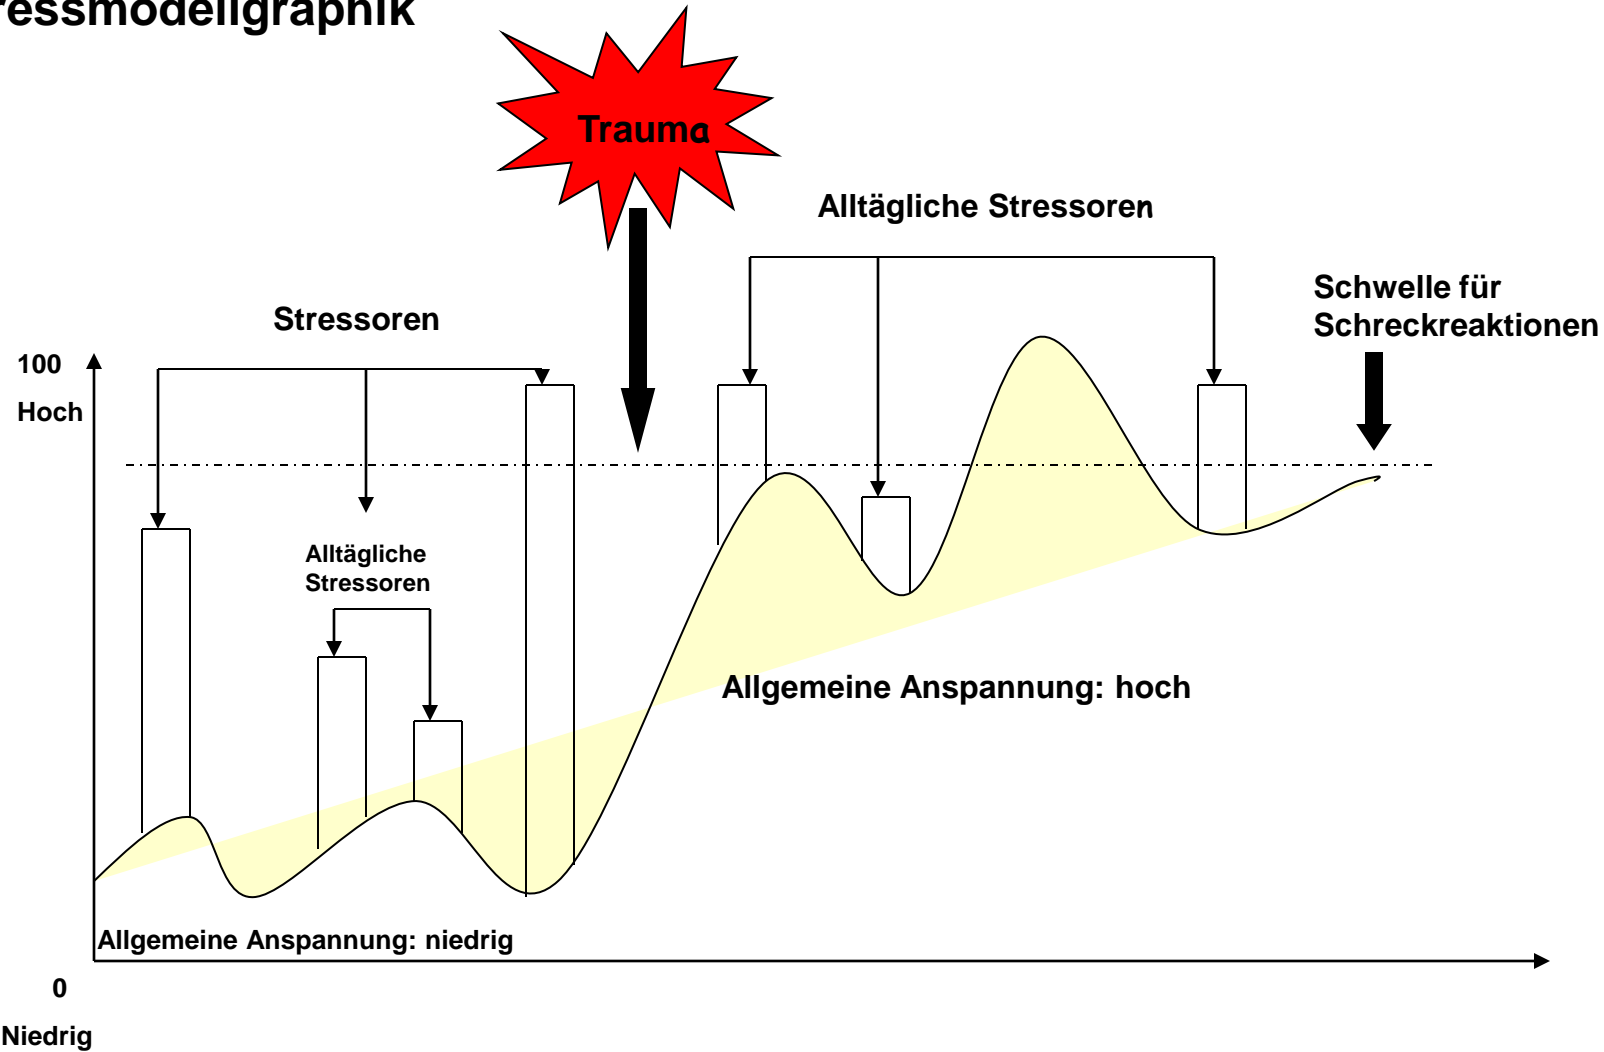 ressmodellgraphik
Trauma
Alltägliche Stressoren
Schwelle für
Schreckreaktionen
Stressoren
100
Hoch
Alltägliche
Stressoren
Allgemeine Anspannung: hoch
Allgemeine Anspannung: niedrig
0
Niedrig